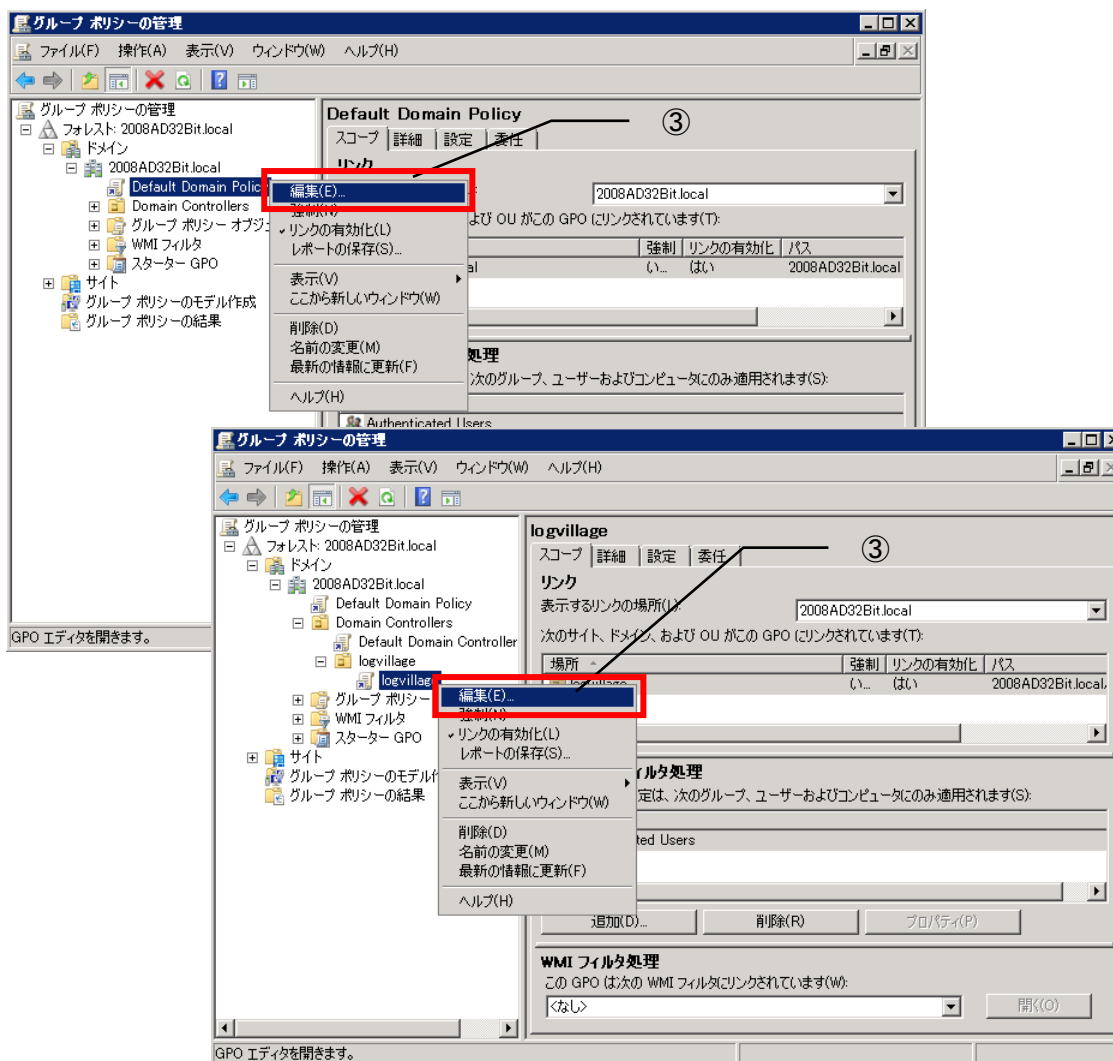 グループ ポリシーの管理
ファイル(F) 操作(A) 表示(V) ウィンドウ(W) ヘルプ(H)
グループ ポリシーの管理
フォレスト: 2008AD32Bit.local
ドメイン
2008AD32Bit.local
Default Domain Polic
Domain Controllers
グループ ポリシー オブジェ
WMI フィルタ
スターター GPO
サイト
グループ ポリシーのモデル作成
グループ ポリシーの結果
Default Domain Policy
③
スコープ 詳細 設定 委任
リンク
2008AD32Bit.local
および OU がこの GPO にリンクされています(T):
強制 リンクの有効化 パス
い... はい 2008AD32Bit.local
処理
次のグループ、ユーザーおよびコンピュータにのみ適用されます(S):
Authenticated Users
編集(E)...
強制(N)
リンクの有効化(L)
レポートの保存(S)...
表示(V)
ここから新しいウィンドウ(W)
削除(D)
名前の変更(M)
最新の情報に更新(F)
ヘルプ(H)
GPO エディタを開きます。
グループ ポリシーの管理
ファイル(F) 操作(A) 表示(V) ウィンドウ(W) ヘルプ(H)
グループ ポリシーの管理
フォレスト: 2008AD32Bit.local
ドメイン
2008AD32Bit.local
Default Domain Policy
Domain Controllers
Default Domain Controller
logvillage
logvillage
グループ ポリシー
WMI フィルタ
スターター GPO
サイト
グループ ポリシーのモデル作
グループ ポリシーの結果
logvillage
③
スコープ 詳細 設定 委任
リンク
表示するリンクの場所(L):
2008AD32Bit.local
次のサイト、ドメイン、および OU がこの GPO にリンクされています(T):
場所 強制 リンクの有効化 パス
logvillage い... はい 2008AD32Bit.local
ィルタ処理
定は、次のグループ、ユーザーおよびコンピュータにのみ適用されます(S):
ted Users
追加(D)... 削除(R) プロパティ(P)
WMI フィルタ処理
この GPO は次の WMI フィルタにリンクされています(W):
<なし> 開く(O)
編集(E)...
強制(N)
リンクの有効化(L)
レポートの保存(S)...
表示(V)
ここから新しいウィンドウ(W)
削除(D)
名前の変更(M)
最新の情報に更新(F)
ヘルプ(H)
GPO エディタを開きます。